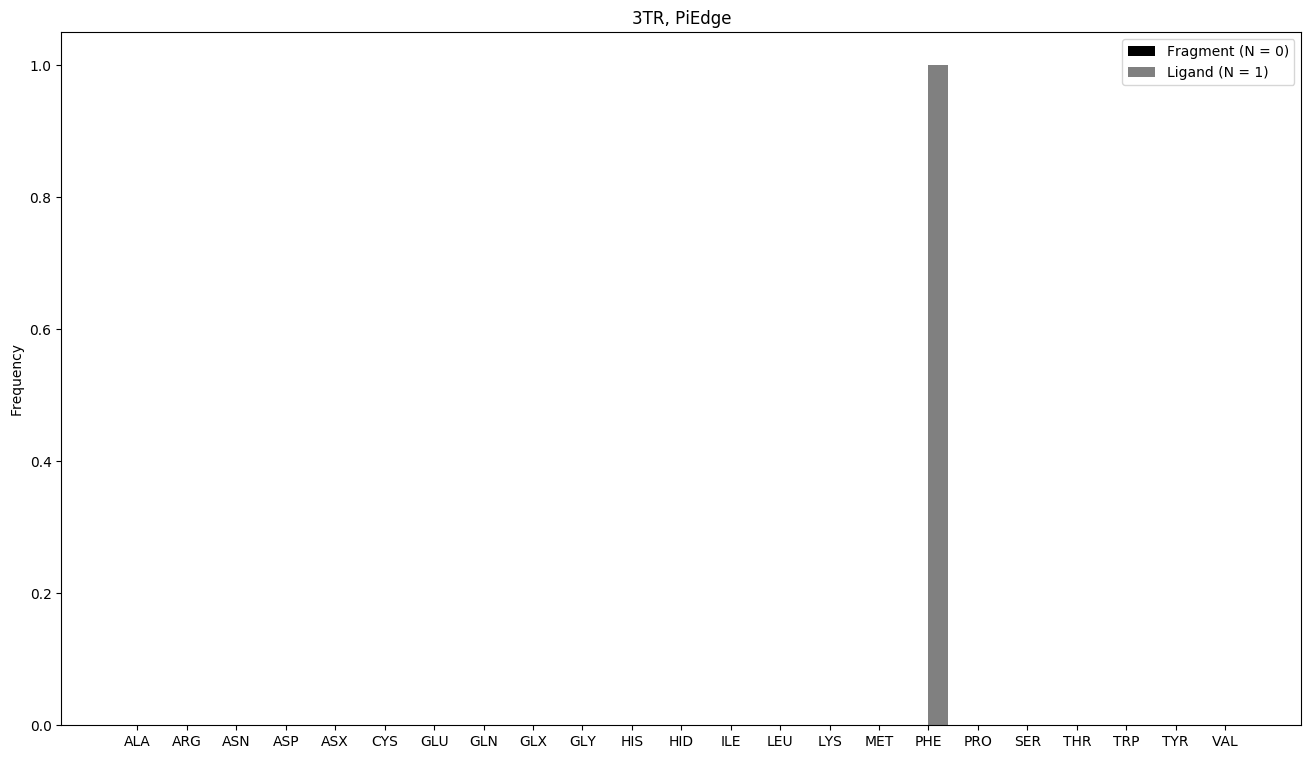 3TR, PiEdge
Fragment (N = 0)
Ligand (N = 1)
1.0
0.8
0.6
0.4
0.2
0.0
Frequency
ALA ARG ASN ASP ASX CYS GLU GLN GLX GLY HIS HID ILE LEU LYS MET PHE PRO SER THR TRP TYR VAL